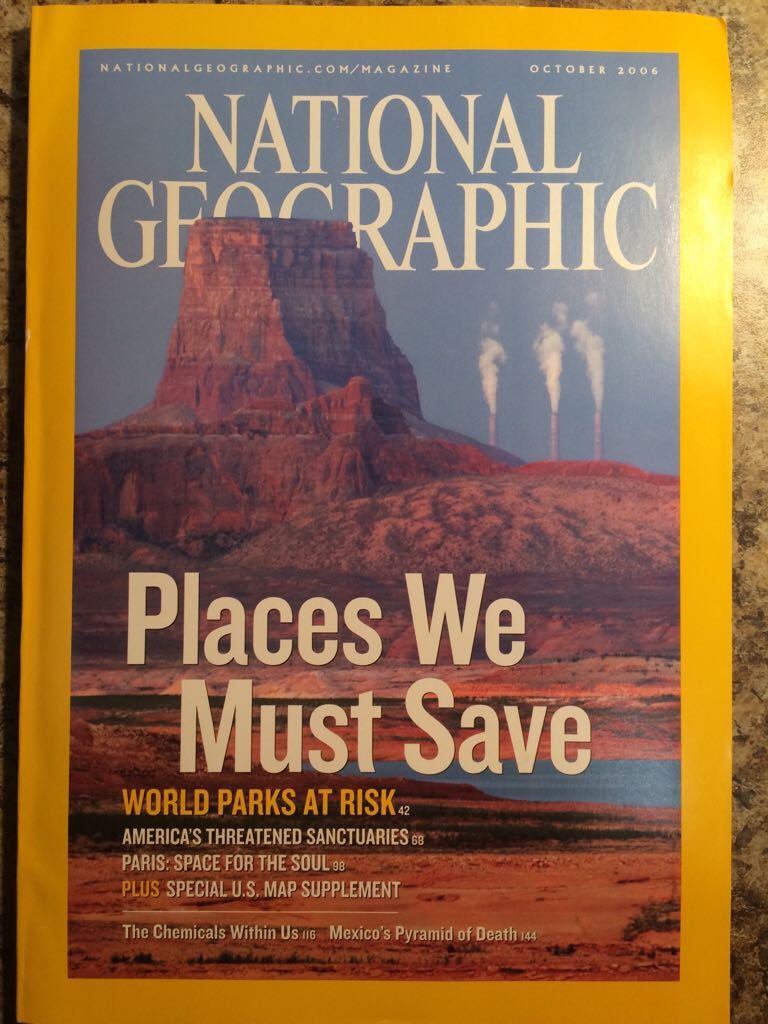 NATIONALGEOGRAPHIC.COM/MAGAZINE OCTOBER 2006
NATIONAL
GEOGRAPHIC
Places We
Must Save
WORLD PARKS AT RISK 42
AMERICA'S THREATENED SANCTUARIES 68
PARIS: SPACE FOR THE SOUL 98
PLUS SPECIAL U.S. MAP SUPPLEMENT
The Chemicals Within Us 116 Mexico's Pyramid of Death 144